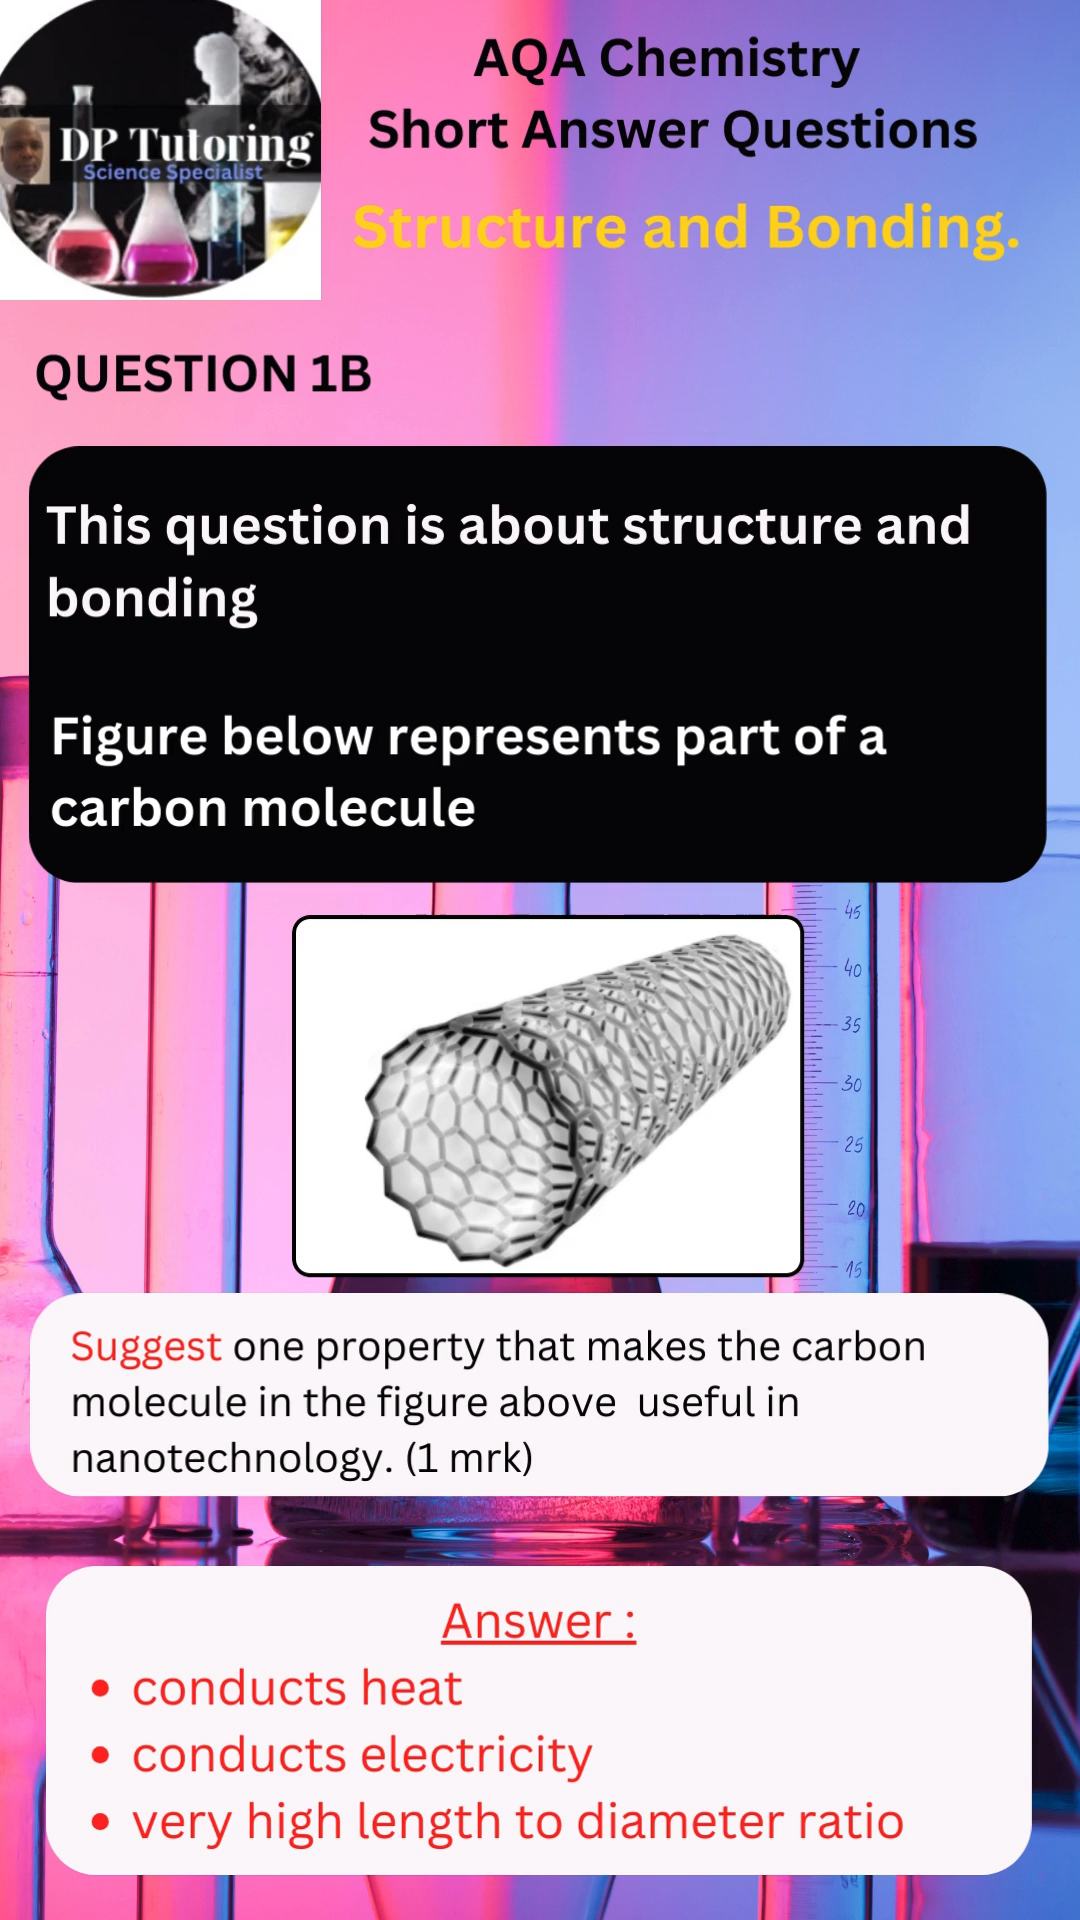 DP Tutoring
Science Specialist
AQA Chemistry
Short Answer Questions
Structure and Bonding.
QUESTION 1B
This question is about structure and
bonding
Figure below represents part of a
carbon molecule
45
40
35
30
25
20
15
Suggest one property that makes the carbon
molecule in the figure above useful in
nanotechnology. (1 mrk)
Answer :
• conducts heat
• conducts electricity
• very high length to diameter ratio